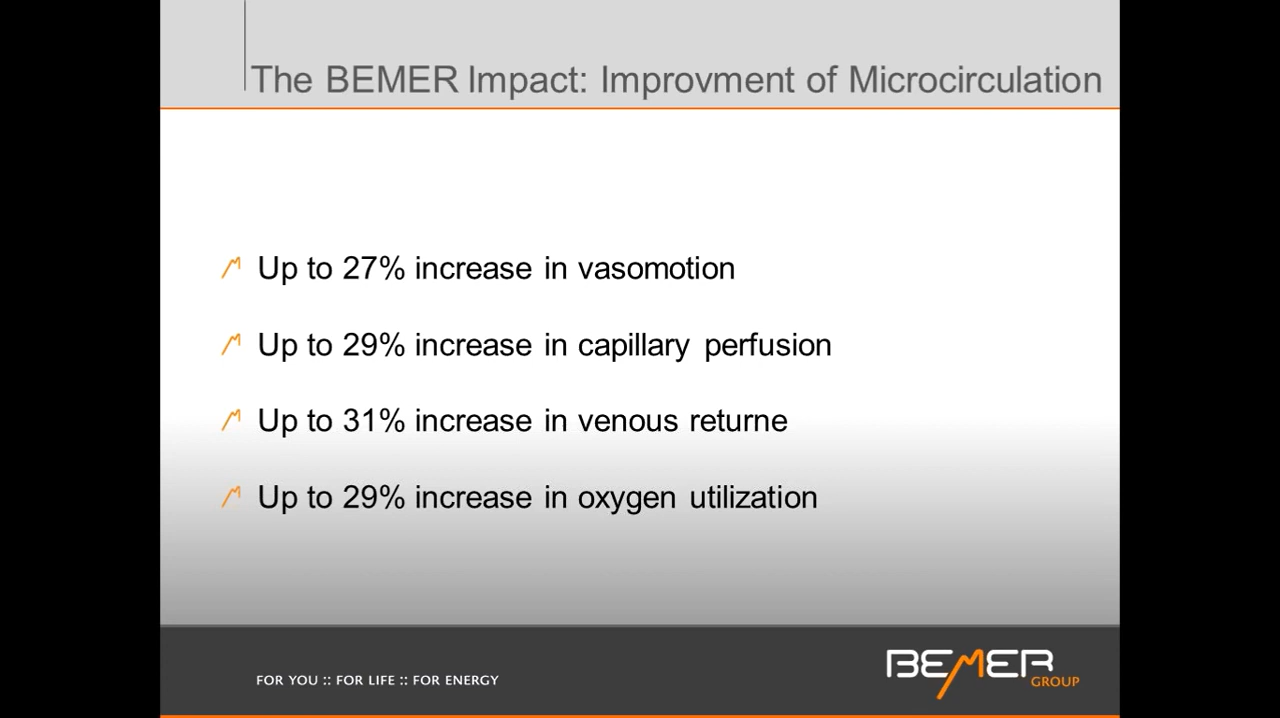 The BEMER Impact: Improvment of Microcirculation
Up to 27% increase in vasomotion
Up to 29% increase in capillary perfusion
Up to 31% increase in venous returne
Up to 29% increase in oxygen utilization
FOR YOU :: FOR LIFE :: FOR ENERGY
BEMER
GROUP